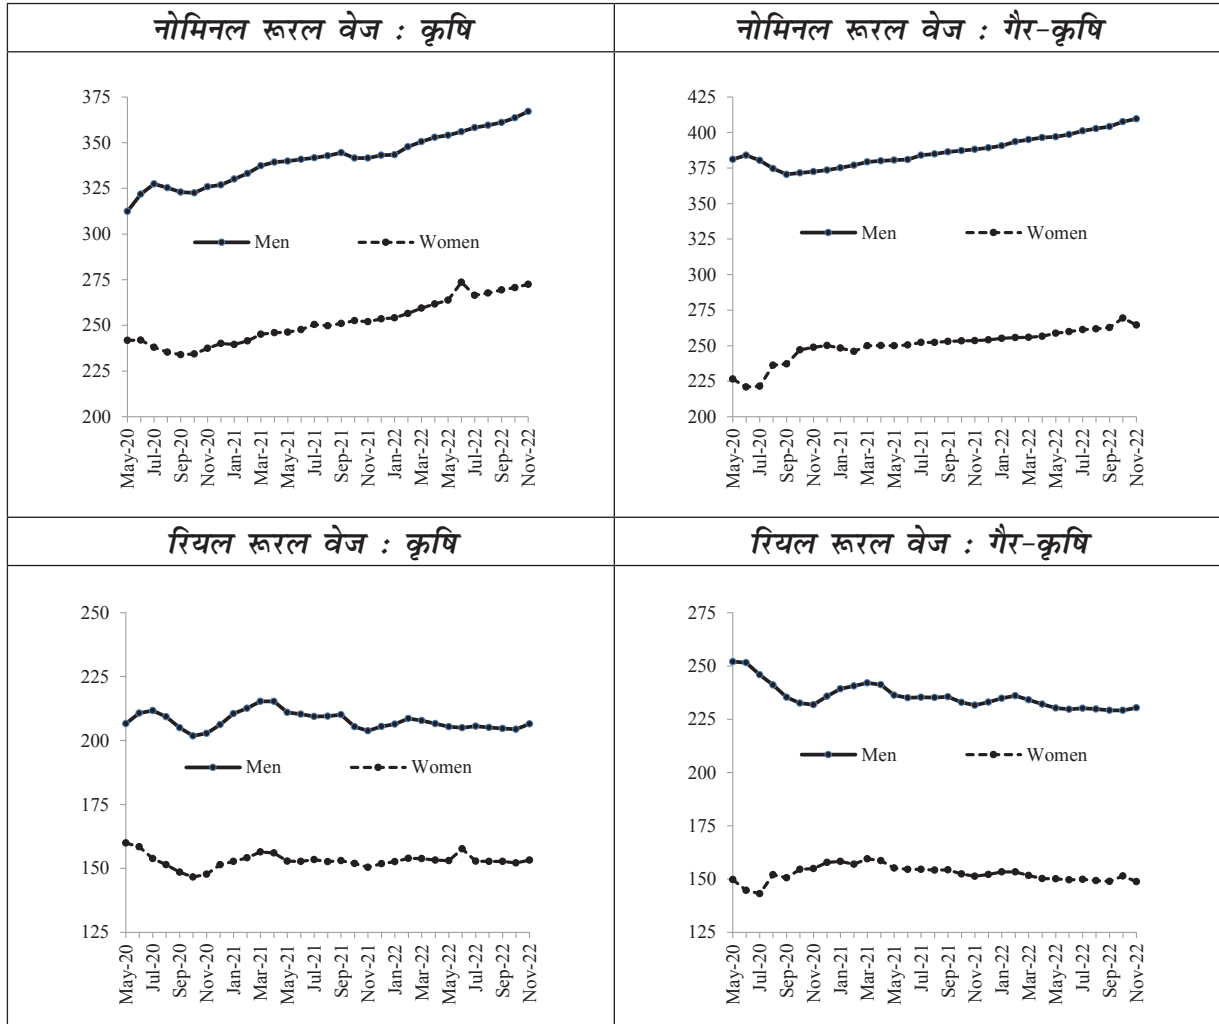 नोमिनल रूरल वेज : कृषि
नोमिनल रूरल वेज : गैर-कृषि
375
350
325
300
275
250
225
200
Men
Women
May-20
Jul-20
Sep-20
Nov-20
Jan-21
Mar-21
May-21
Jul-21
Sep-21
Nov-21
Jan-22
Mar-22
May-22
Jul-22
Sep-22
Nov-22
425
400
375
350
325
300
275
250
225
200
Men
Women
May-20
Jul-20
Sep-20
Nov-20
Jan-21
Mar-21
May-21
Jul-21
Sep-21
Nov-21
Jan-22
Mar-22
May-22
Jul-22
Sep-22
Nov-22
रियल रूरल वेज : कृषि
रियल रूरल वेज : गैर-कृषि
250
225
200
175
150
125
Men
Women
May-20
Jul-20
Sep-20
Nov-20
Jan-21
Mar-21
May-21
Jul-21
Sep-21
Nov-21
Jan-22
Mar-22
May-22
Jul-22
Sep-22
Nov-22
275
250
225
200
175
150
125
Men
Women
May-20
Jul-20
Sep-20
Nov-20
Jan-21
Mar-21
May-21
Jul-21
Sep-21
Nov-21
Jan-22
Mar-22
May-22
Jul-22
Sep-22
Nov-22